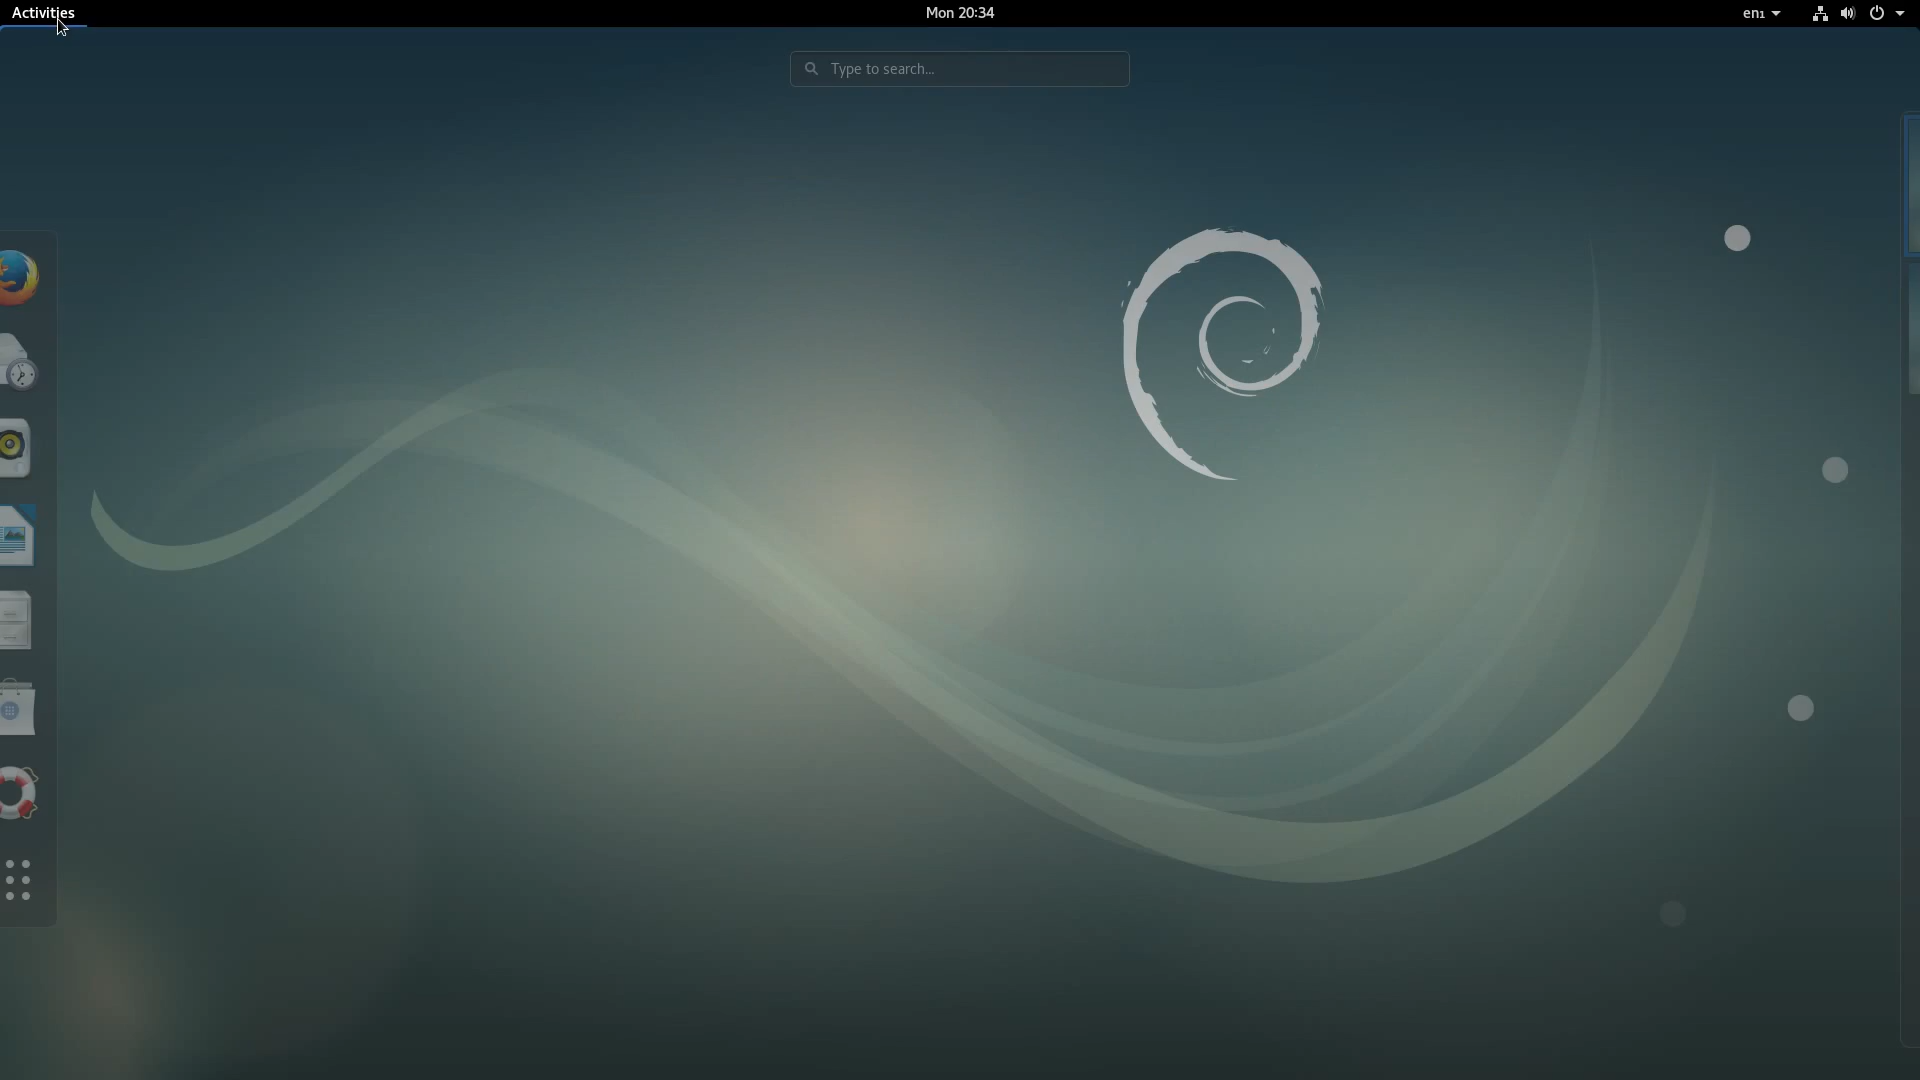 Activities
Mon 20:34
en₁
Type to search…